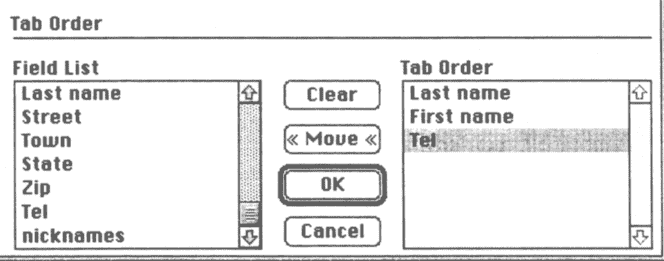 Tab Order
Field List
Last name
Street
Town
State
Zip
Tel
nicknames
Clear
« Move «
OK
Cancel
Tab Order
Last name
First name
Tel